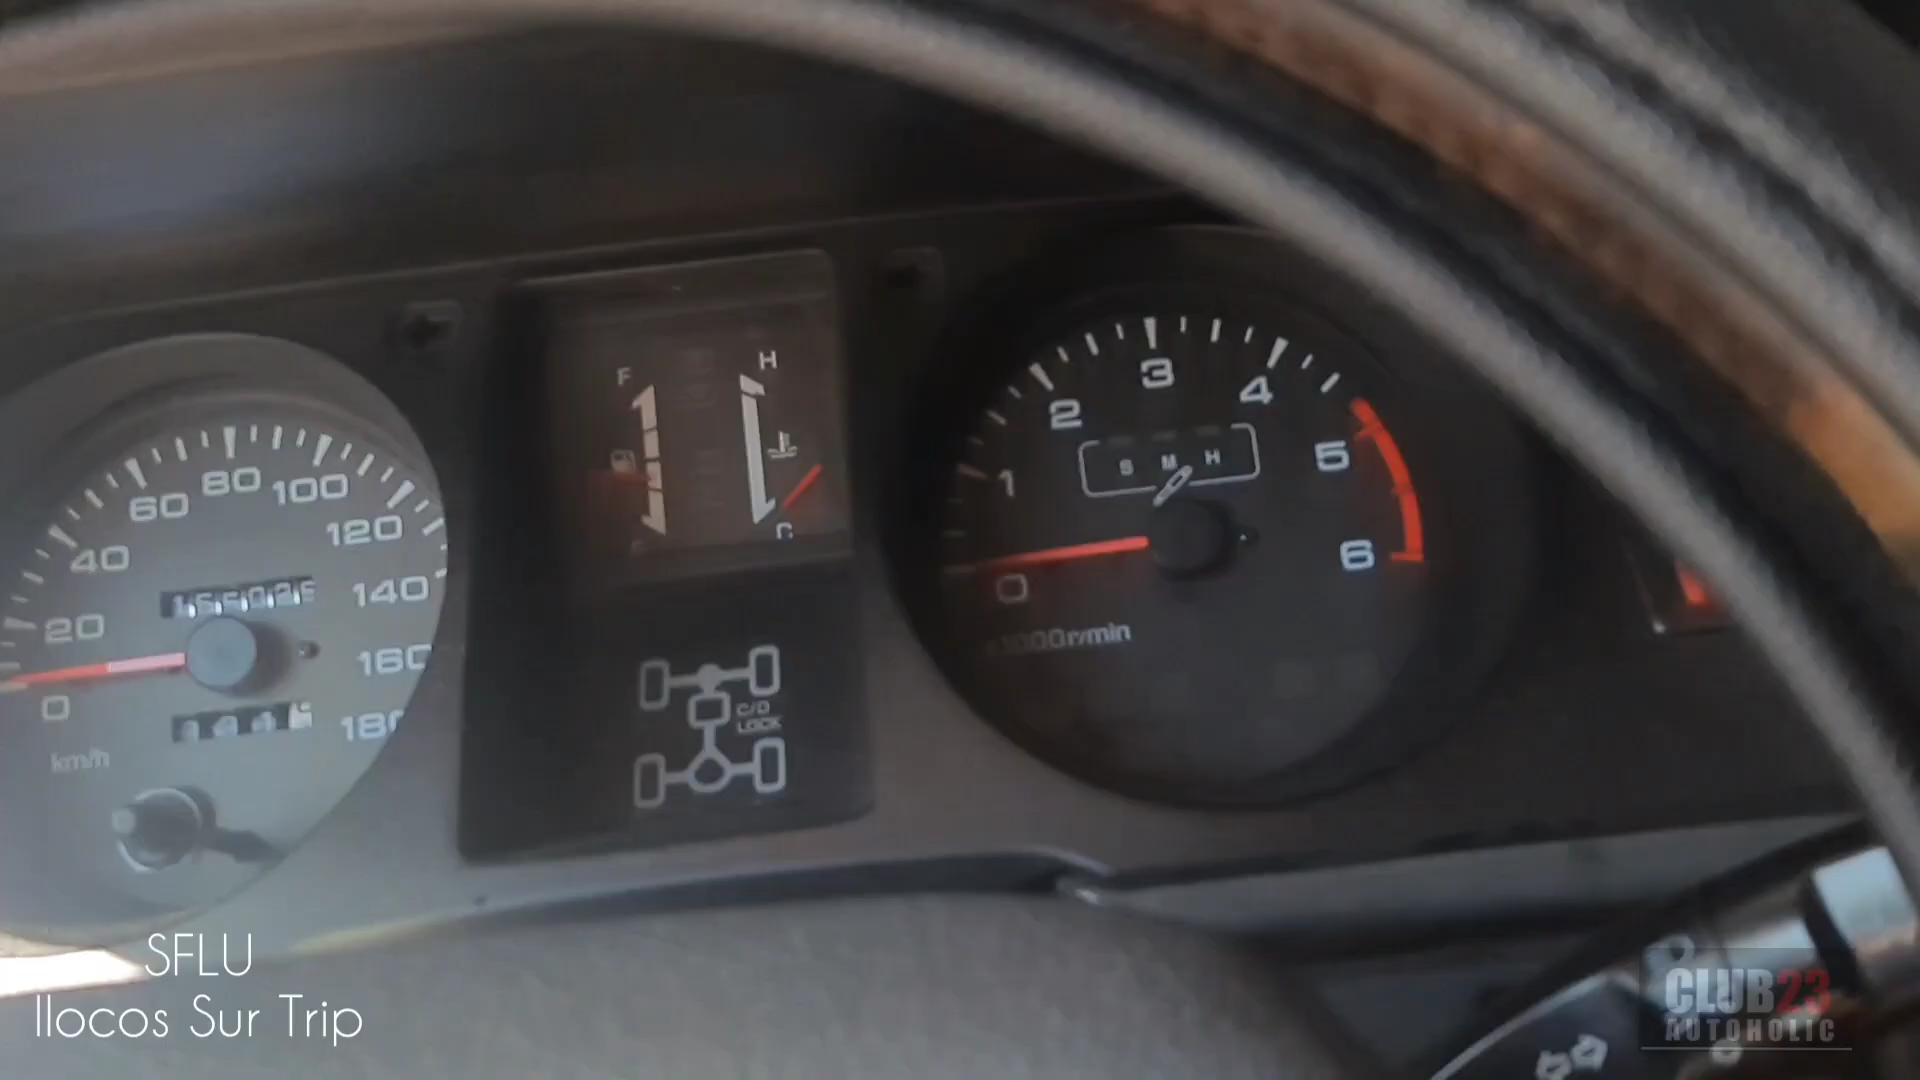 0
20
40
60
80
100
120
140
160
180
km/h
F
H
C
C/D
LOCK
0
1
2
3
4
5
6
S M H
x1000r/min
SFLU
Ilocos Sur Trip
CLUB23
AUTOHOLIC